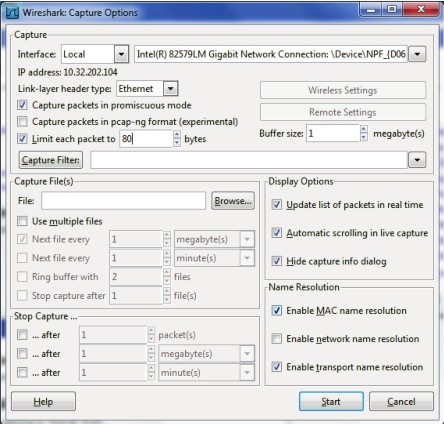 Wireshark: Capture Options
Capture
Interface: Local Intel(R) 82579LM Gigabit Network Connection: \Device\NPF_{D06
IP address: 10.32.202.104
Link-layer header type: Ethernet Wireless Settings
Capture packets in promiscuous mode
Remote Settings
Capture packets in pcap-ng format (experimental)
Limit each packet to 80 bytes Buffer size: 1 megabyte(s)
Capture Filter:
Capture File(s)
File: Browse...
Use multiple files
Next file every 1 megabyte(s)
Next file every 1 minute(s)
Ring buffer with 2 files
Stop capture after 1 file(s)
Display Options
Update list of packets in real time
Automatic scrolling in live capture
Hide capture info dialog
Stop Capture ...
... after 1 packet(s)
... after 1 megabyte(s)
... after 1 minute(s)
Name Resolution
Enable MAC name resolution
Enable network name resolution
Enable transport name resolution
Help Start Cancel